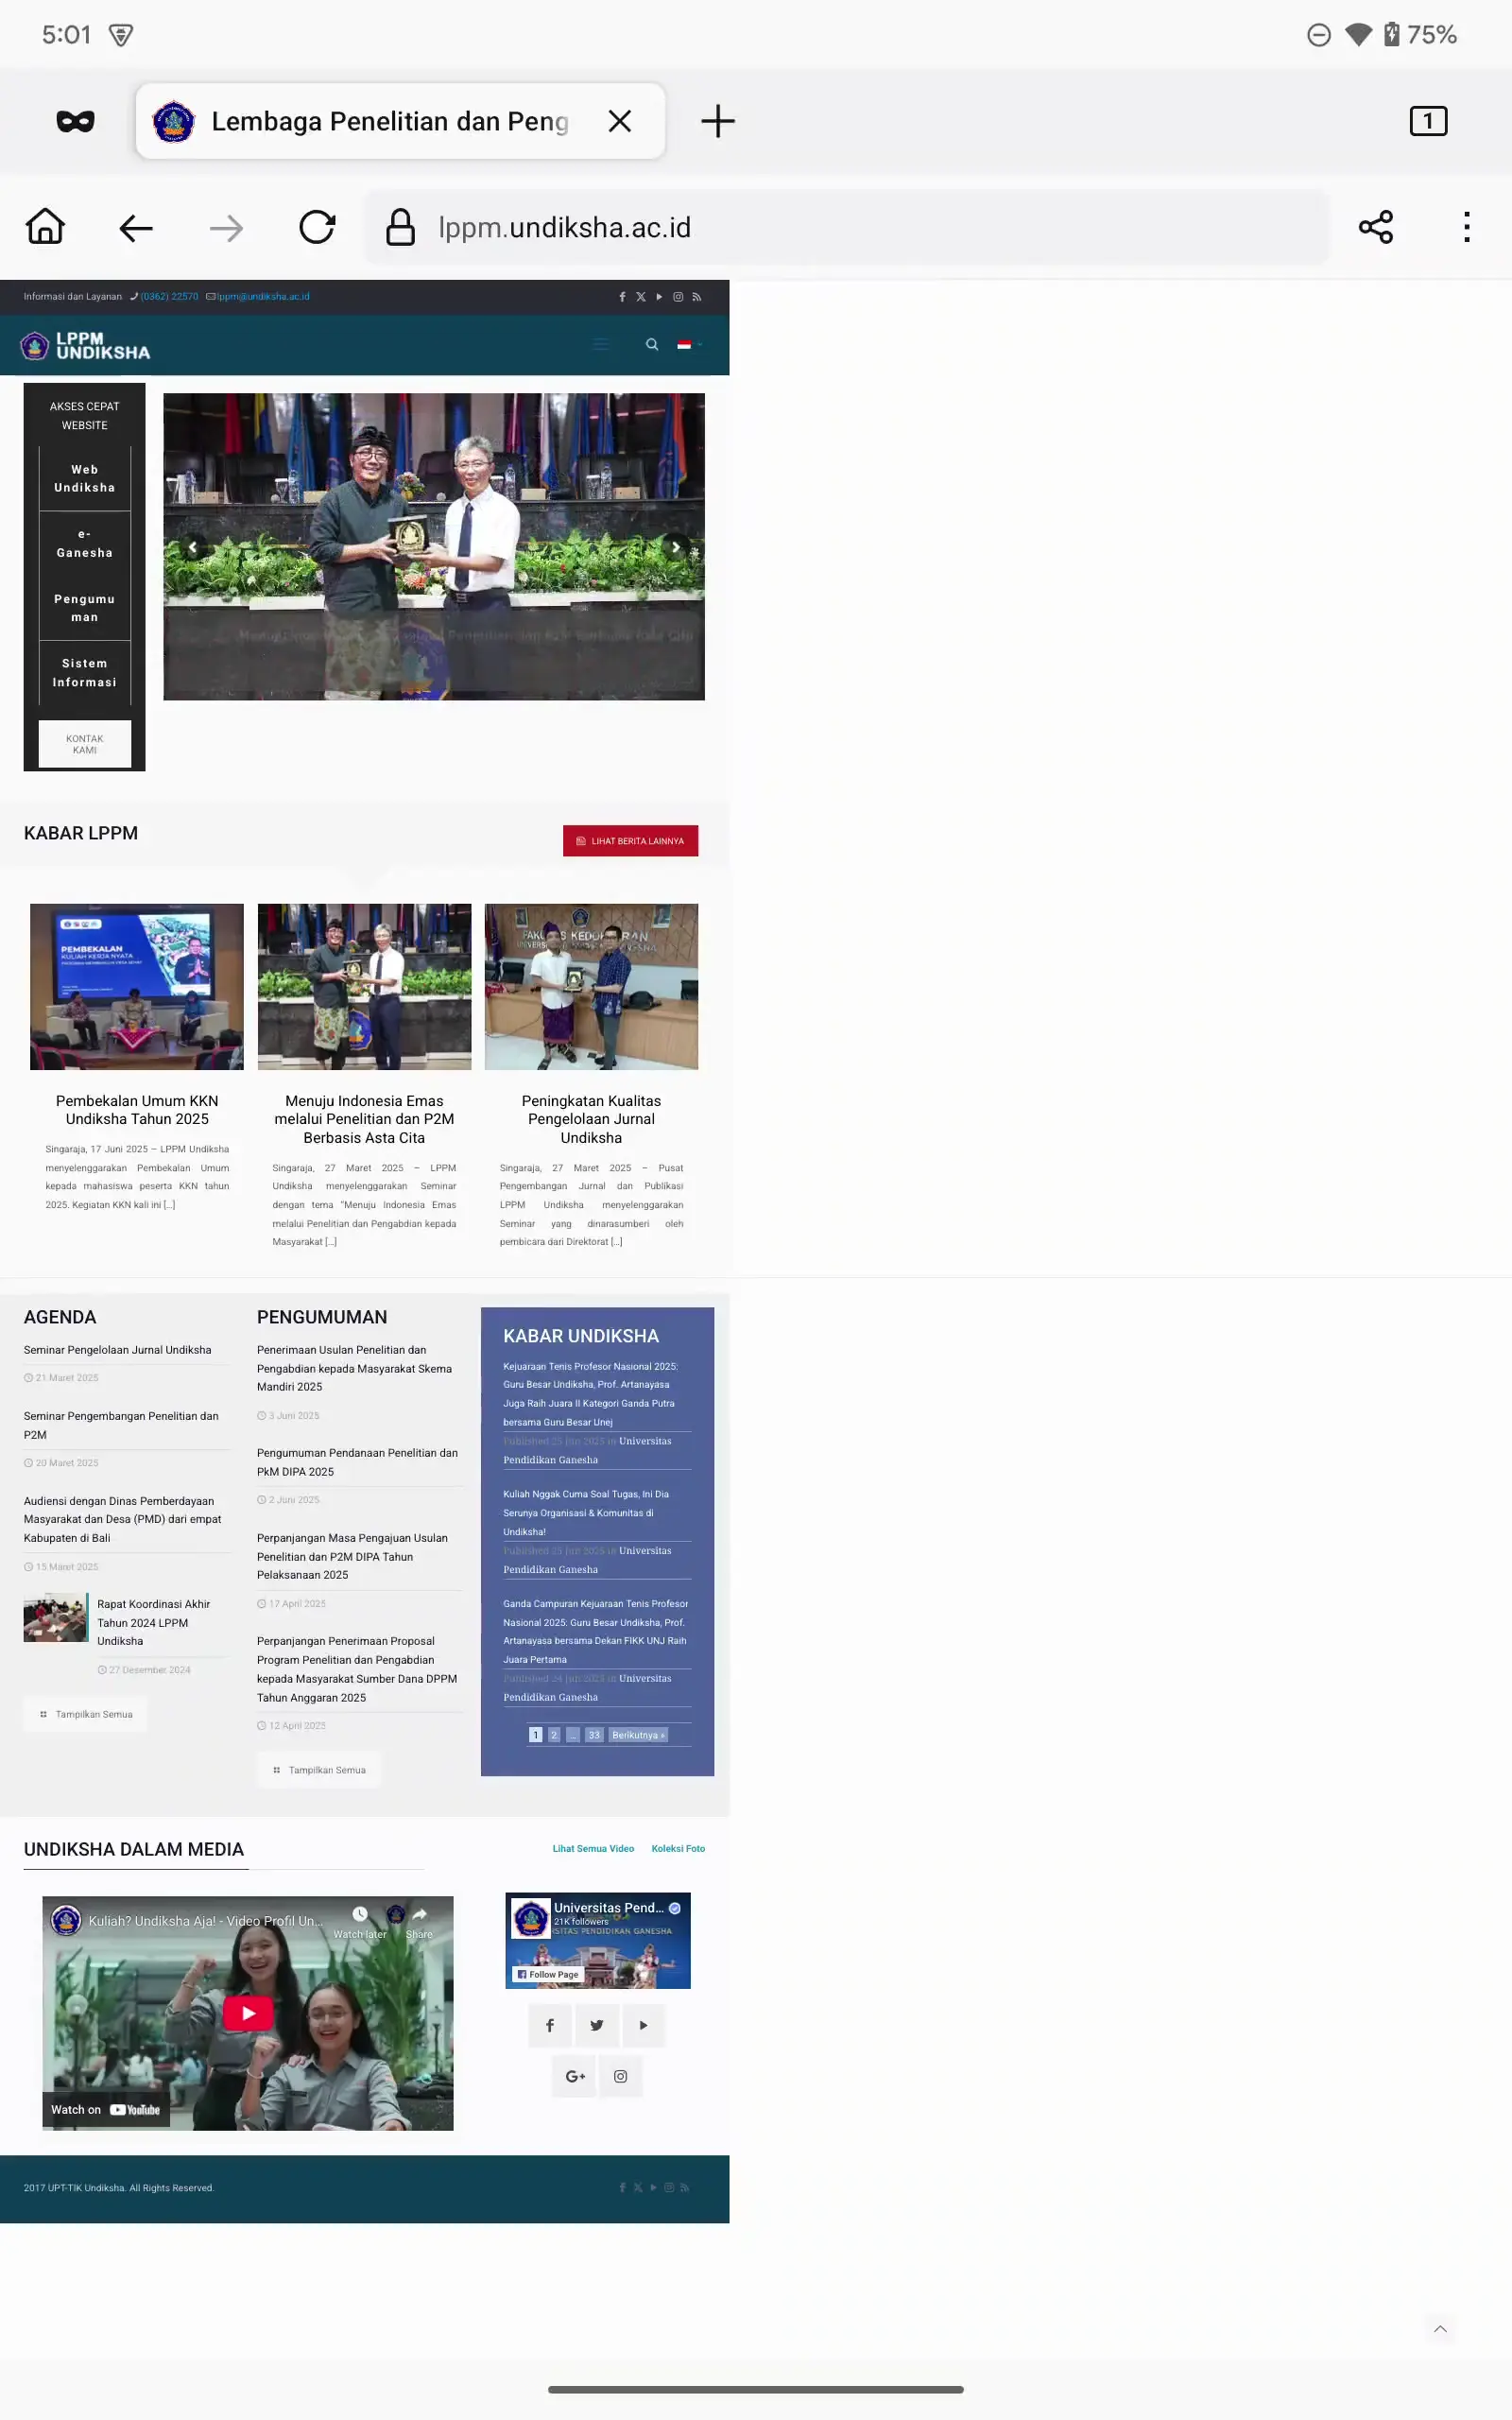 5:01
75%
Lembaga Penelitian dan Peng
1
lppm.undiksha.ac.id
Informasi dan Layanan (0362) 22570 lppm@undiksha.ac.id
LPPM
UNDIKSHA
AKSES CEPAT
WEBSITE
Web
Undiksha
e-
Ganesha
Pengumu
man
Sistem
Informasi
KONTAK
KAMI
KABAR LPPM
LIHAT BERITA LAINNYA
PEMBEKALAN
KULIAH KERJA NYATA
Pembekalan Umum KKN
Undiksha Tahun 2025
Singaraja, 17 Juni 2025 – LPPM Undiksha
menyelenggarakan Pembekalan Umum
kepada mahasiswa peserta KKN tahun
2025. Kegiatan KKN kali ini [...]
Menuju Indonesia Emas
melalui Penelitian dan P2M
Berbasis Asta Cita
Singaraja, 27 Maret 2025 – LPPM
Undiksha menyelenggarakan Seminar
dengan tema “Menuju Indonesia Emas
melalui Penelitian dan Pengabdian kepada
Masyarakat [...]
Peningkatan Kualitas
Pengelolaan Jurnal
Undiksha
Singaraja, 27 Maret 2025 – Pusat
Pengembangan Jurnal dan Publikasi
LPPM Undiksha menyelenggarakan
Seminar yang dinarasumberi oleh
pembicara dari Direktorat [...]
AGENDA
Seminar Pengelolaan Jurnal Undiksha
21 Maret 2025
Seminar Pengembangan Penelitian dan
P2M
20 Maret 2025
Audiensi dengan Dinas Pemberdayaan
Masyarakat dan Desa (PMD) dari empat
Kabupaten di Bali
15 Maret 2025
Rapat Koordinasi Akhir
Tahun 2024 LPPM
Undiksha
27 Desember 2024
Tampilkan Semua
PENGUMUMAN
Penerimaan Usulan Penelitian dan
Pengabdian kepada Masyarakat Skema
Mandiri 2025
3 Juni 2025
Pengumuman Pendanaan Penelitian dan
PkM DIPA 2025
2 Juni 2025
Perpanjangan Masa Pengajuan Usulan
Penelitian dan P2M DIPA Tahun
Pelaksanaan 2025
17 April 2025
Perpanjangan Penerimaan Proposal
Program Penelitian dan Pengabdian
kepada Masyarakat Sumber Dana DPPM
Tahun Anggaran 2025
12 April 2025
Tampilkan Semua
KABAR UNDIKSHA
Kejuaraan Tenis Profesor Nasional 2025:
Guru Besar Undiksha, Prof. Artanayasa
Juga Raih Juara II Kategori Ganda Putra
bersama Guru Besar Unej
Published 25 Jun 2025 in Universitas
Pendidikan Ganesha
Kuliah Nggak Cuma Soal Tugas, Ini Dia
Serunya Organisasi & Komunitas di
Undiksha!
Published 25 Jun 2025 in Universitas
Pendidikan Ganesha
Ganda Campuran Kejuaraan Tenis Profesor
Nasional 2025: Guru Besar Undiksha, Prof.
Artanayasa bersama Dekan FIKK UNJ Raih
Juara Pertama
Published 24 Jun 2025 in Universitas
Pendidikan Ganesha
1 2 … 33 Berikutnya »
UNDIKSHA DALAM MEDIA
Lihat Semua Video Koleksi Foto
Kuliah? Undiksha Aja! - Video Profil Un...
Watch later Share
Watch on YouTube
Universitas Pend...
21K followers
RSITAS PENDIDIKAN GANESHA
Follow Page
2017 UPT-TIK Undiksha. All Rights Reserved.